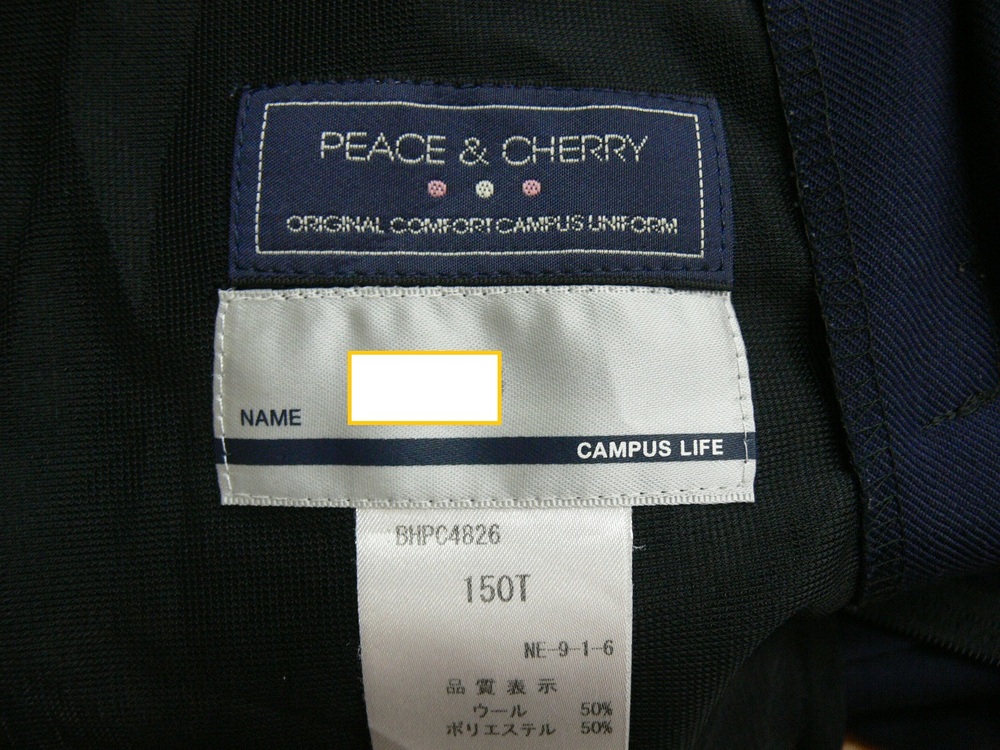 PEACE & CHERRY
ORIGINAL COMFORT CAMPUS UNIFORM
NAME
CAMPUS LIFE
BHPC4826
150T
NE-9-1-6
品質表示
ウール 50%
ポリエステル 50%